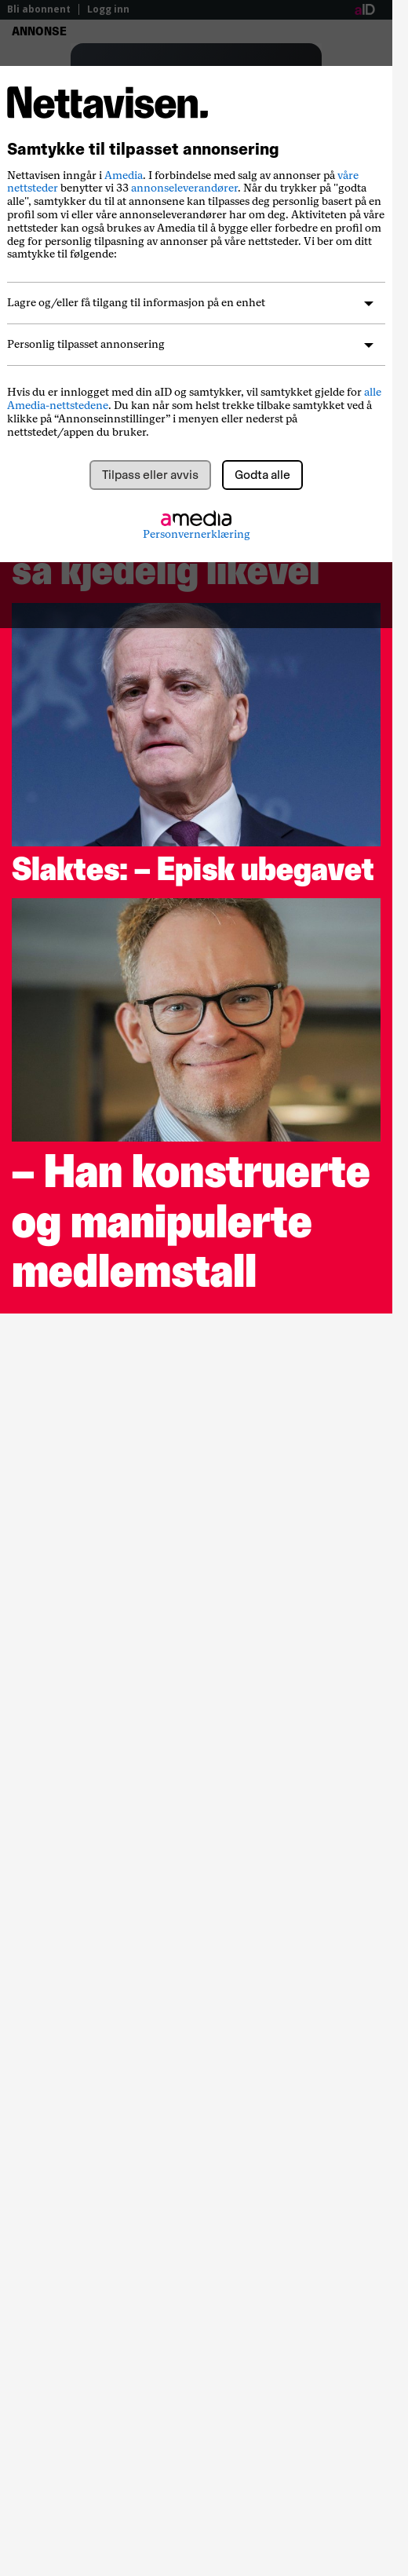 Bli abonnent | Logg inn
aID
ANNONSE
Nettavisen.
Samtykke til tilpasset annonsering
Nettavisen inngår i Amedia. I forbindelse med salg av annonser på våre
nettsteder benytter vi 33 annonseleverandører. Når du trykker på "godta
alle", samtykker du til at annonsene kan tilpasses deg personlig basert på en
profil som vi eller våre annonseleverandører har om deg. Aktiviteten på våre
nettsteder kan også brukes av Amedia til å bygge eller forbedre en profil om
deg for personlig tilpasning av annonser på våre nettsteder. Vi ber om ditt
samtykke til følgende:
Lagre og/eller få tilgang til informasjon på en enhet
Personlig tilpasset annonsering
Hvis du er innlogget med din aID og samtykker, vil samtykket gjelde for alle
Amedia-nettstedene. Du kan når som helst trekke tilbake samtykket ved å
klikke på “Annonseinnstillinger” i menyen eller nederst på
nettstedet/appen du bruker.
Tilpass eller avvis
Godta alle
amedia
Personvernerklæring
så kjedelig likevel
Slaktes: – Episk ubegavet
– Han konstruerte
og manipulerte
medlemstall